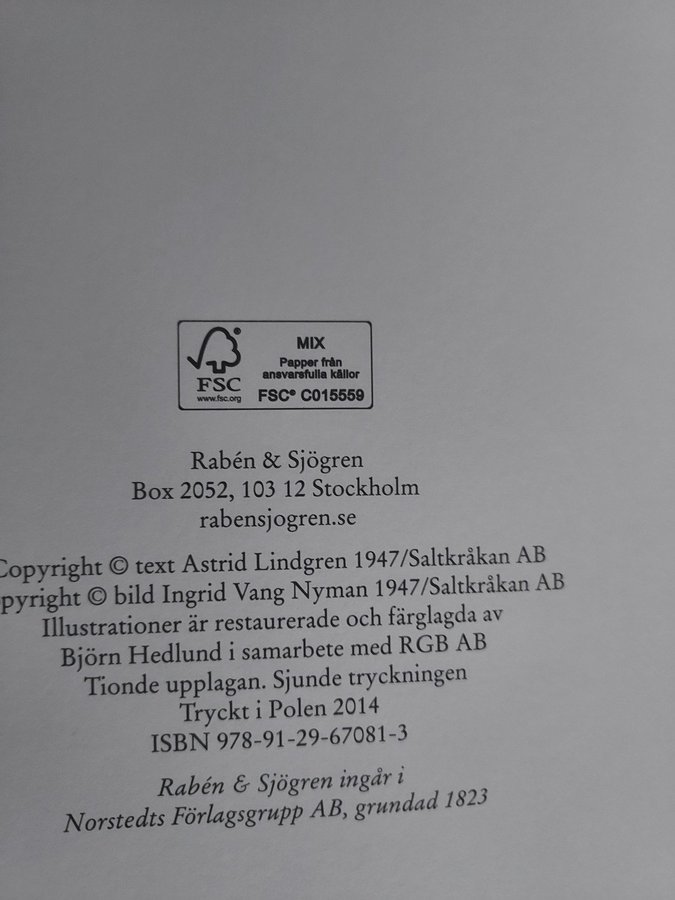 FSC
www.fsc.org
MIX
Papper från
ansvarsfulla källor
FSC® C015559
Rabén & Sjögren
Box 2052, 103 12 Stockholm
rabensjogren.se
Copyright © text Astrid Lindgren 1947/Saltkråkan AB
pyright © bild Ingrid Vang Nyman 1947/Saltkråkan AB
Illustrationer är restaurerade och färglagda av
Björn Hedlund i samarbete med RGB AB
Tionde upplagan. Sjunde tryckningen
Tryckt i Polen 2014
ISBN 978-91-29-67081-3
Rabén & Sjögren ingår i
Norstedts Förlagsgrupp AB, grundad 1823